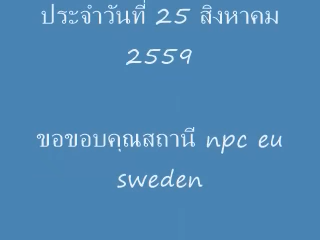 ประจำวันที่ 25 สิงหาคม
2559
ขอขอบคุณสถานี npc eu
sweden